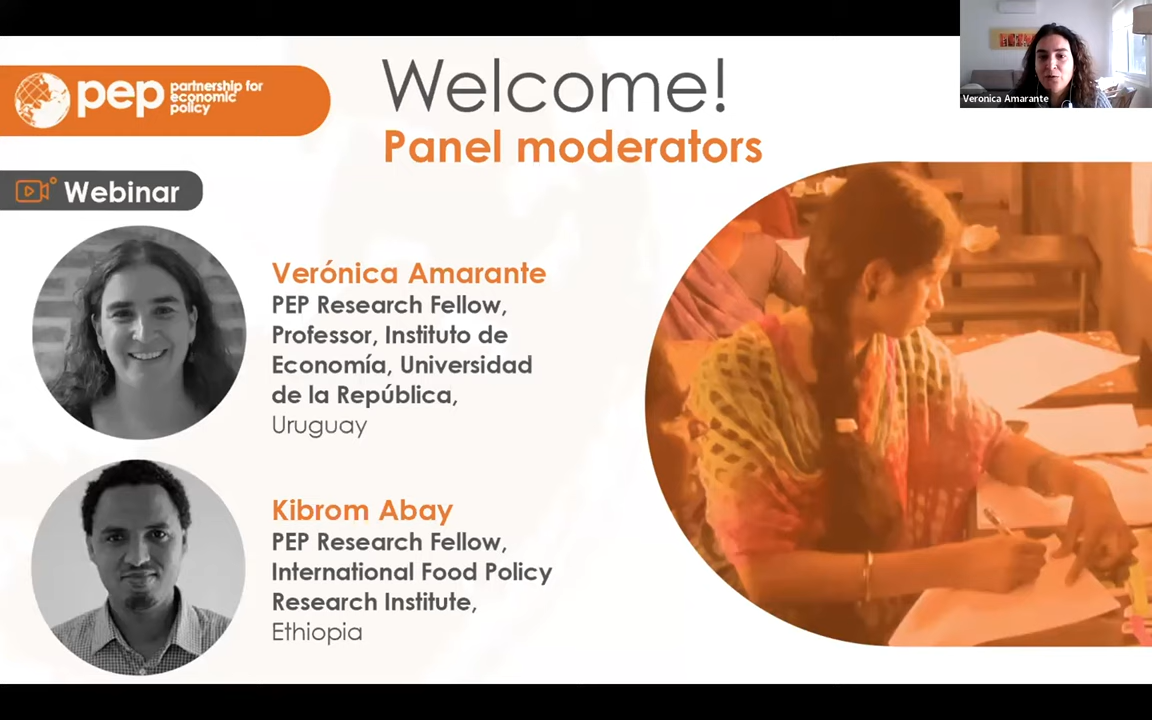 pep partnership for
economic
policy
Welcome!
Panel moderators
Veronica Amarante
Webinar
Verónica Amarante
PEP Research Fellow,
Professor, Instituto de
Economía, Universidad
de la República,
Uruguay
Kibrom Abay
PEP Research Fellow,
International Food Policy
Research Institute,
Ethiopia